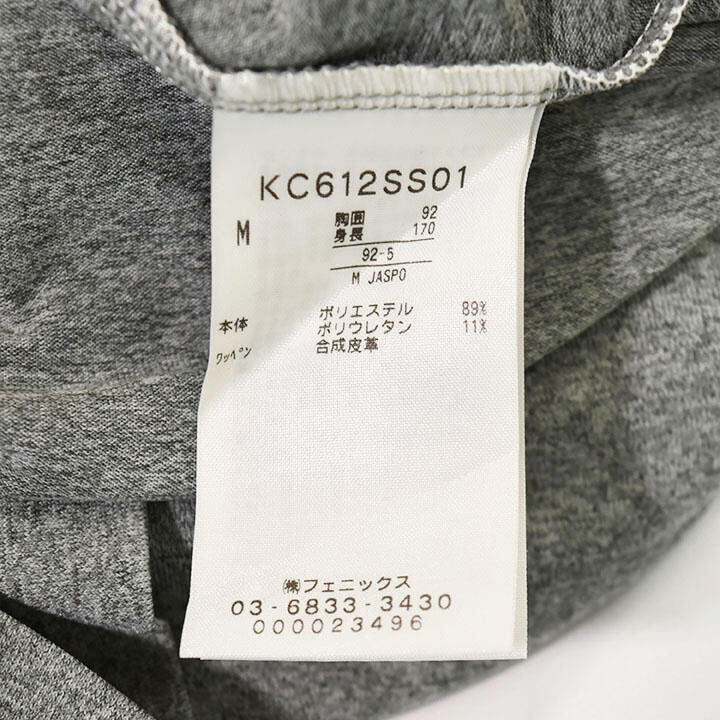 KC612SS01
M 胸囲 92
身長 170
92-5
M JASPO
本体 ポリエステル 89%
ポリウレタン 11%
ワッペン 合成皮革
㈱フェニックス
03-6833-3430
000023496